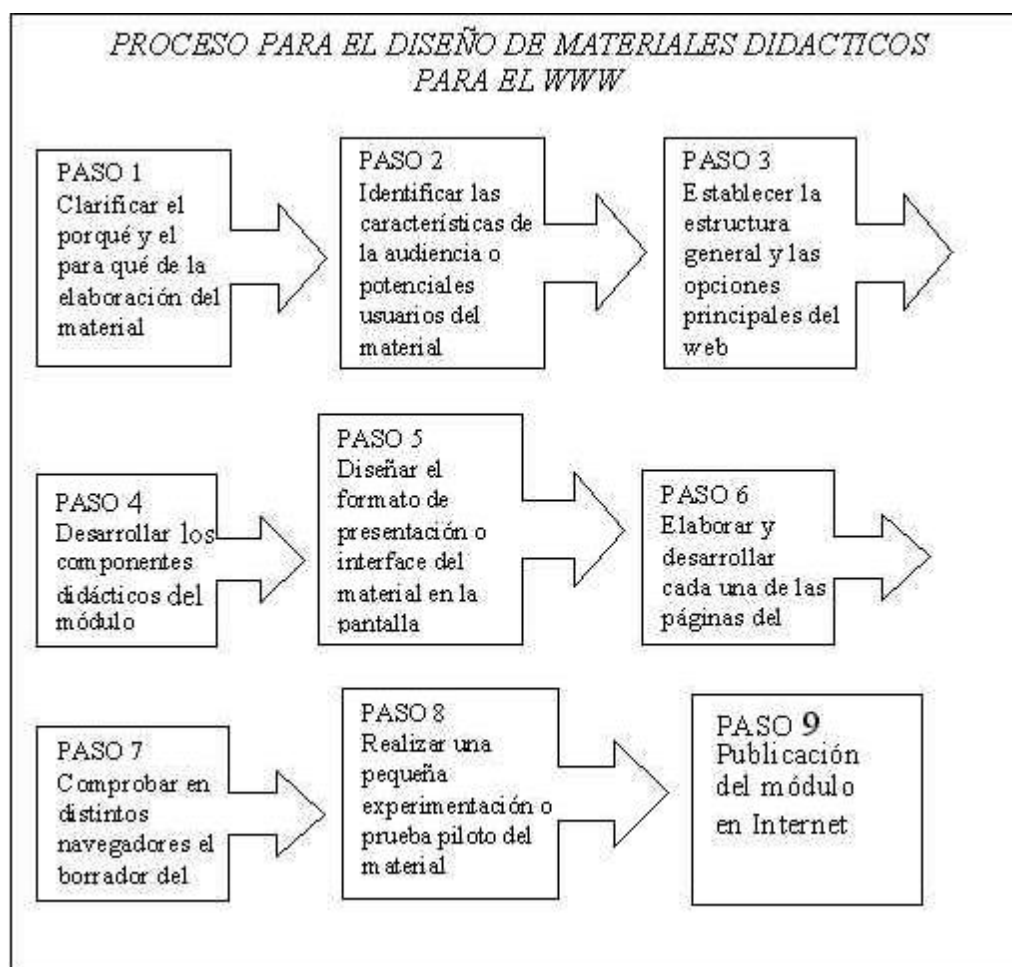 PROCESO PARA EL DISEÑO DE MATERIALES DIDACTICOS
PARA EL WWW
PASO 1
Clarificar el
porqué y el
para qué de la
elaboración del
material
PASO 2
Identificar las
características de
la audiencia o
potenciales
usuarios del
material
PASO 3
Establecer la
estructura
general y las
opciones
principales del
web
PASO 4
Desarrollar los
componentes
didácticos del
módulo
PASO 5
Diseñar el
formato de
presentación o
interface del
material en la
pantalla
PASO 6
Elaborar y
desarrollar
cada una de las
páginas del
PASO 7
Comprobar en
distintos
navegadores el
borrador del
PASO 8
Realizar una
pequeña
experimentación o
prueba piloto del
material
PASO 9
Publicación
del módulo
en Internet